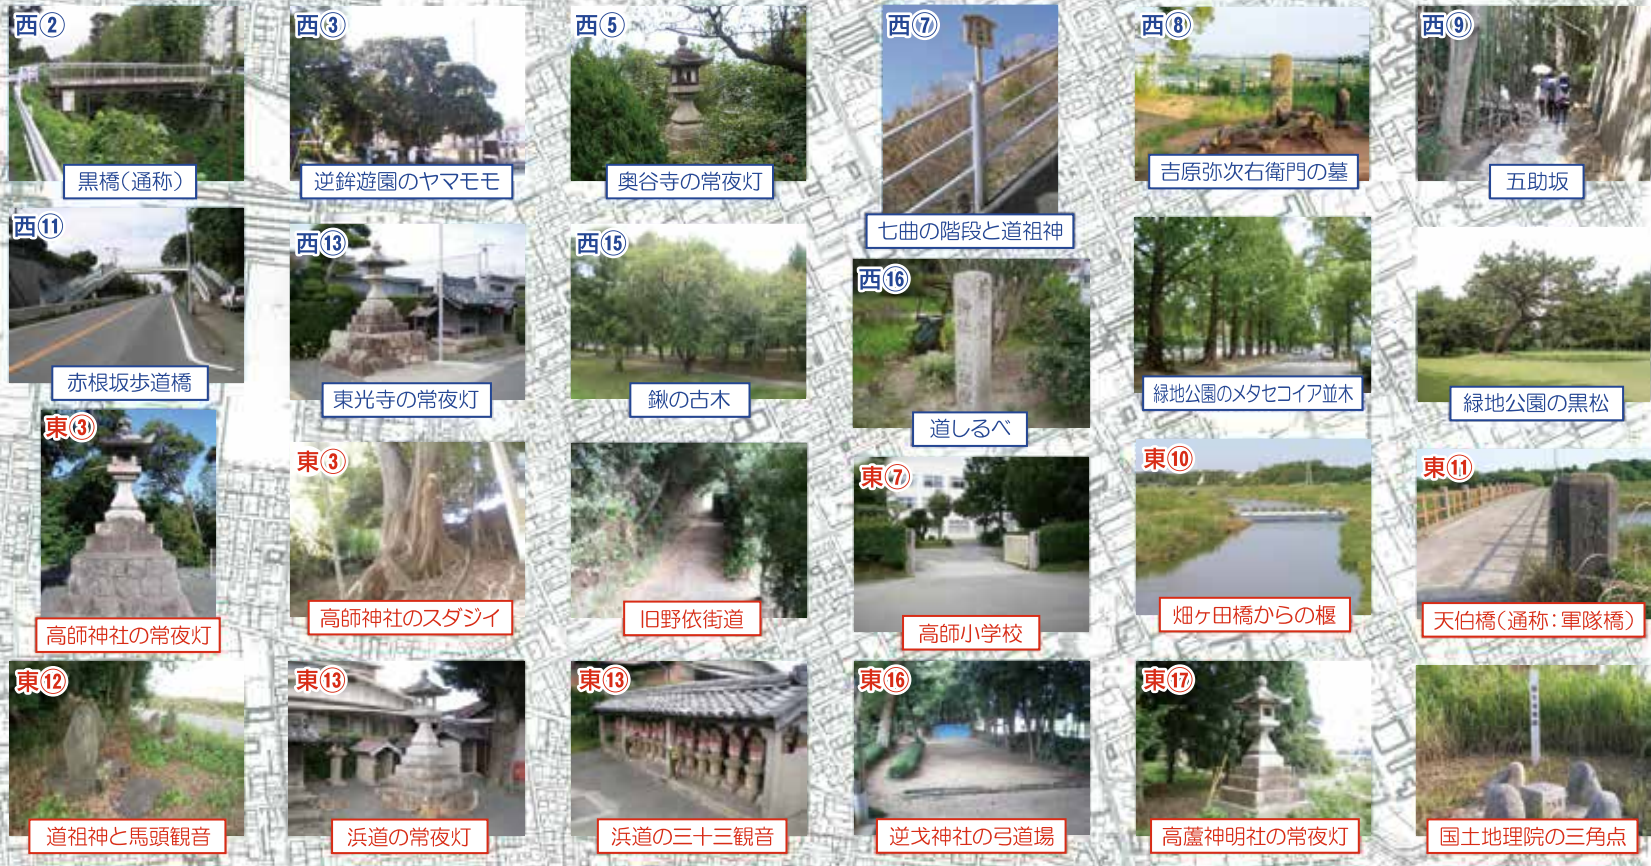 西②
黒橋（通称）
西③
逆鉾遊園のヤマモモ
西⑤
奥谷寺の常夜灯
西⑦
七曲の階段と道祖神
西⑧
吉原弥次右衛門の墓
西⑨
五助坂
西⑪
赤根坂歩道橋
西⑬
東光寺の常夜灯
西⑮
鍬の古木
西⑯
道しるべ
緑地公園のメタセコイア並木
緑地公園の黒松
東③
高師神社の常夜灯
東③
高師神社のスダジイ
旧野依街道
東⑦
高師小学校
東⑩
畑ヶ田橋からの堰
東⑪
天伯橋（通称：軍隊橋）
東⑫
道祖神と馬頭観音
東⑬
浜道の常夜灯
東⑬
浜道の三十三観音
東⑯
逆戈神社の弓道場
東⑰
高蘆神明社の常夜灯
国土地理院の三角点